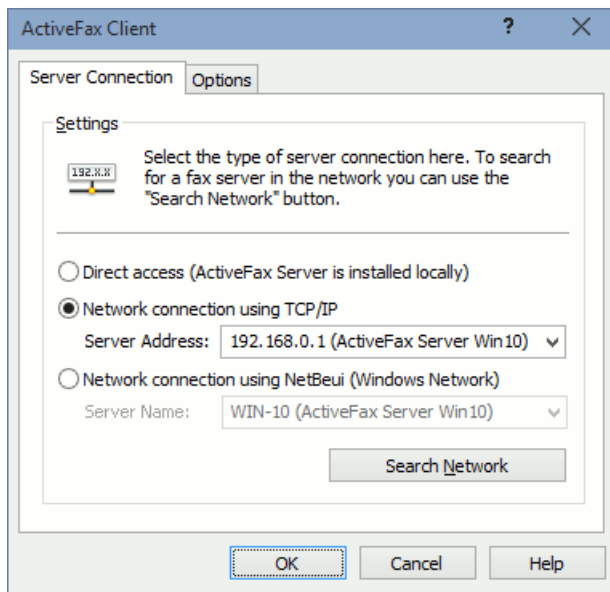 ActiveFax Client
Server Connection
Options
Settings
192.X.X
Select the type of server connection here. To search
for a fax server in the network you can use the
"Search Network" button.
Direct access (ActiveFax Server is installed locally)
Network connection using TCP/IP
Server Address: 192.168.0.1 (ActiveFax Server Win10)
Network connection using NetBeui (Windows Network)
Server Name: WIN-10 (ActiveFax Server Win10)
Search Network
OK Cancel Help